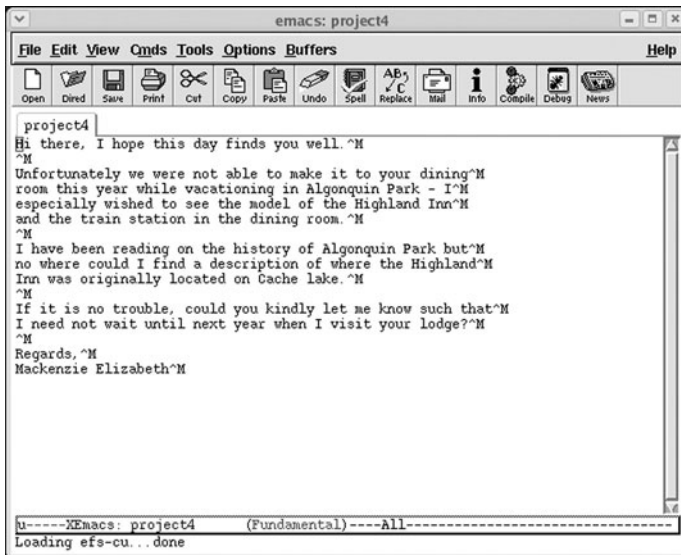 emacs: project4
File Edit View Cmds Tools Options Buffers Help
Open Dired Save Print Cut Copy Paste Undo Spell Replace Mail Info Compile Debug News
project4
Hi there, I hope this day finds you well.^M
^M
Unfortunately we were not able to make it to your dining^M
room this year while vacationing in Algonquin Park - I^M
especially wished to see the model of the Highland Inn^M
and the train station in the dining room.^M
^M
I have been reading on the history of Algonquin Park but^M
no where could I find a description of where the Highland^M
Inn was originally located on Cache lake.^M
^M
If it is no trouble, could you kindly let me know such that^M
I need not wait until next year when I visit your lodge?^M
^M
Regards,^M
Mackenzie Elizabeth^M
u-----XEmacs: project4 (Fundamental)----All----------------------------------
Loading efs-cu...done